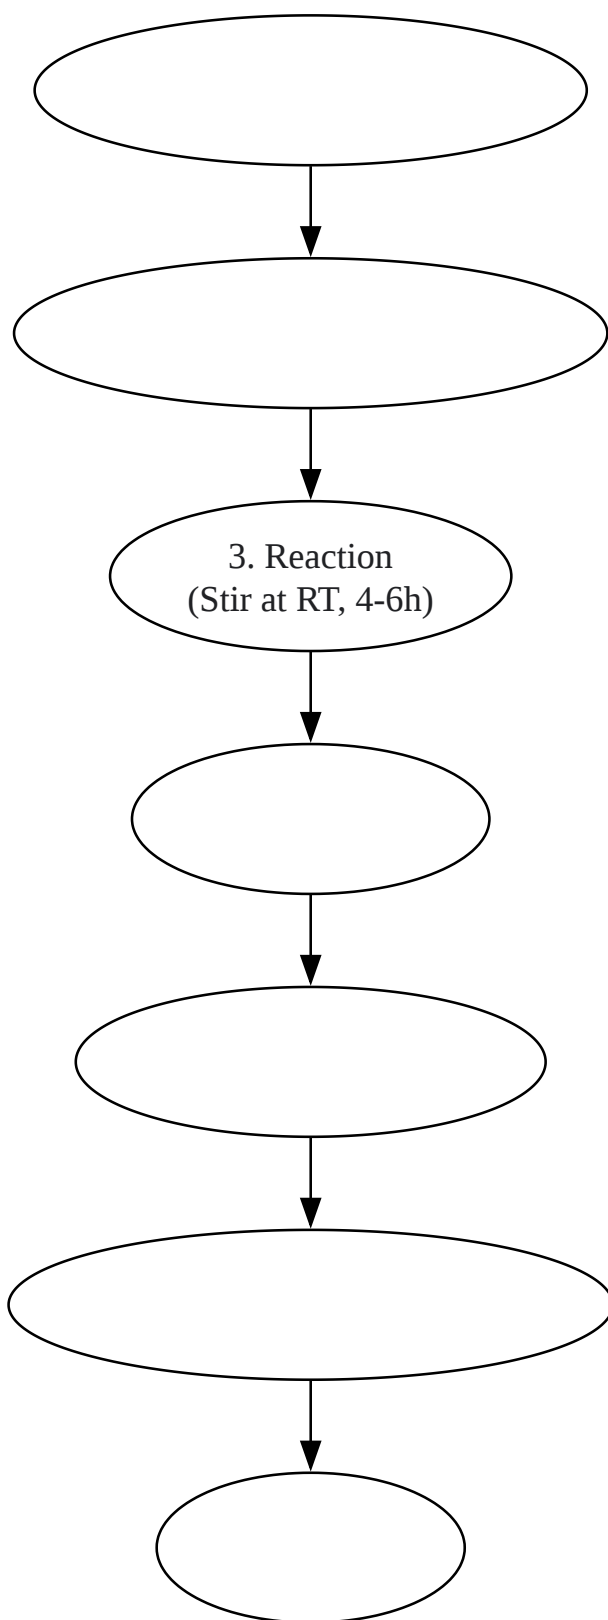 3. Reaction
(Stir at RT, 4-6h)